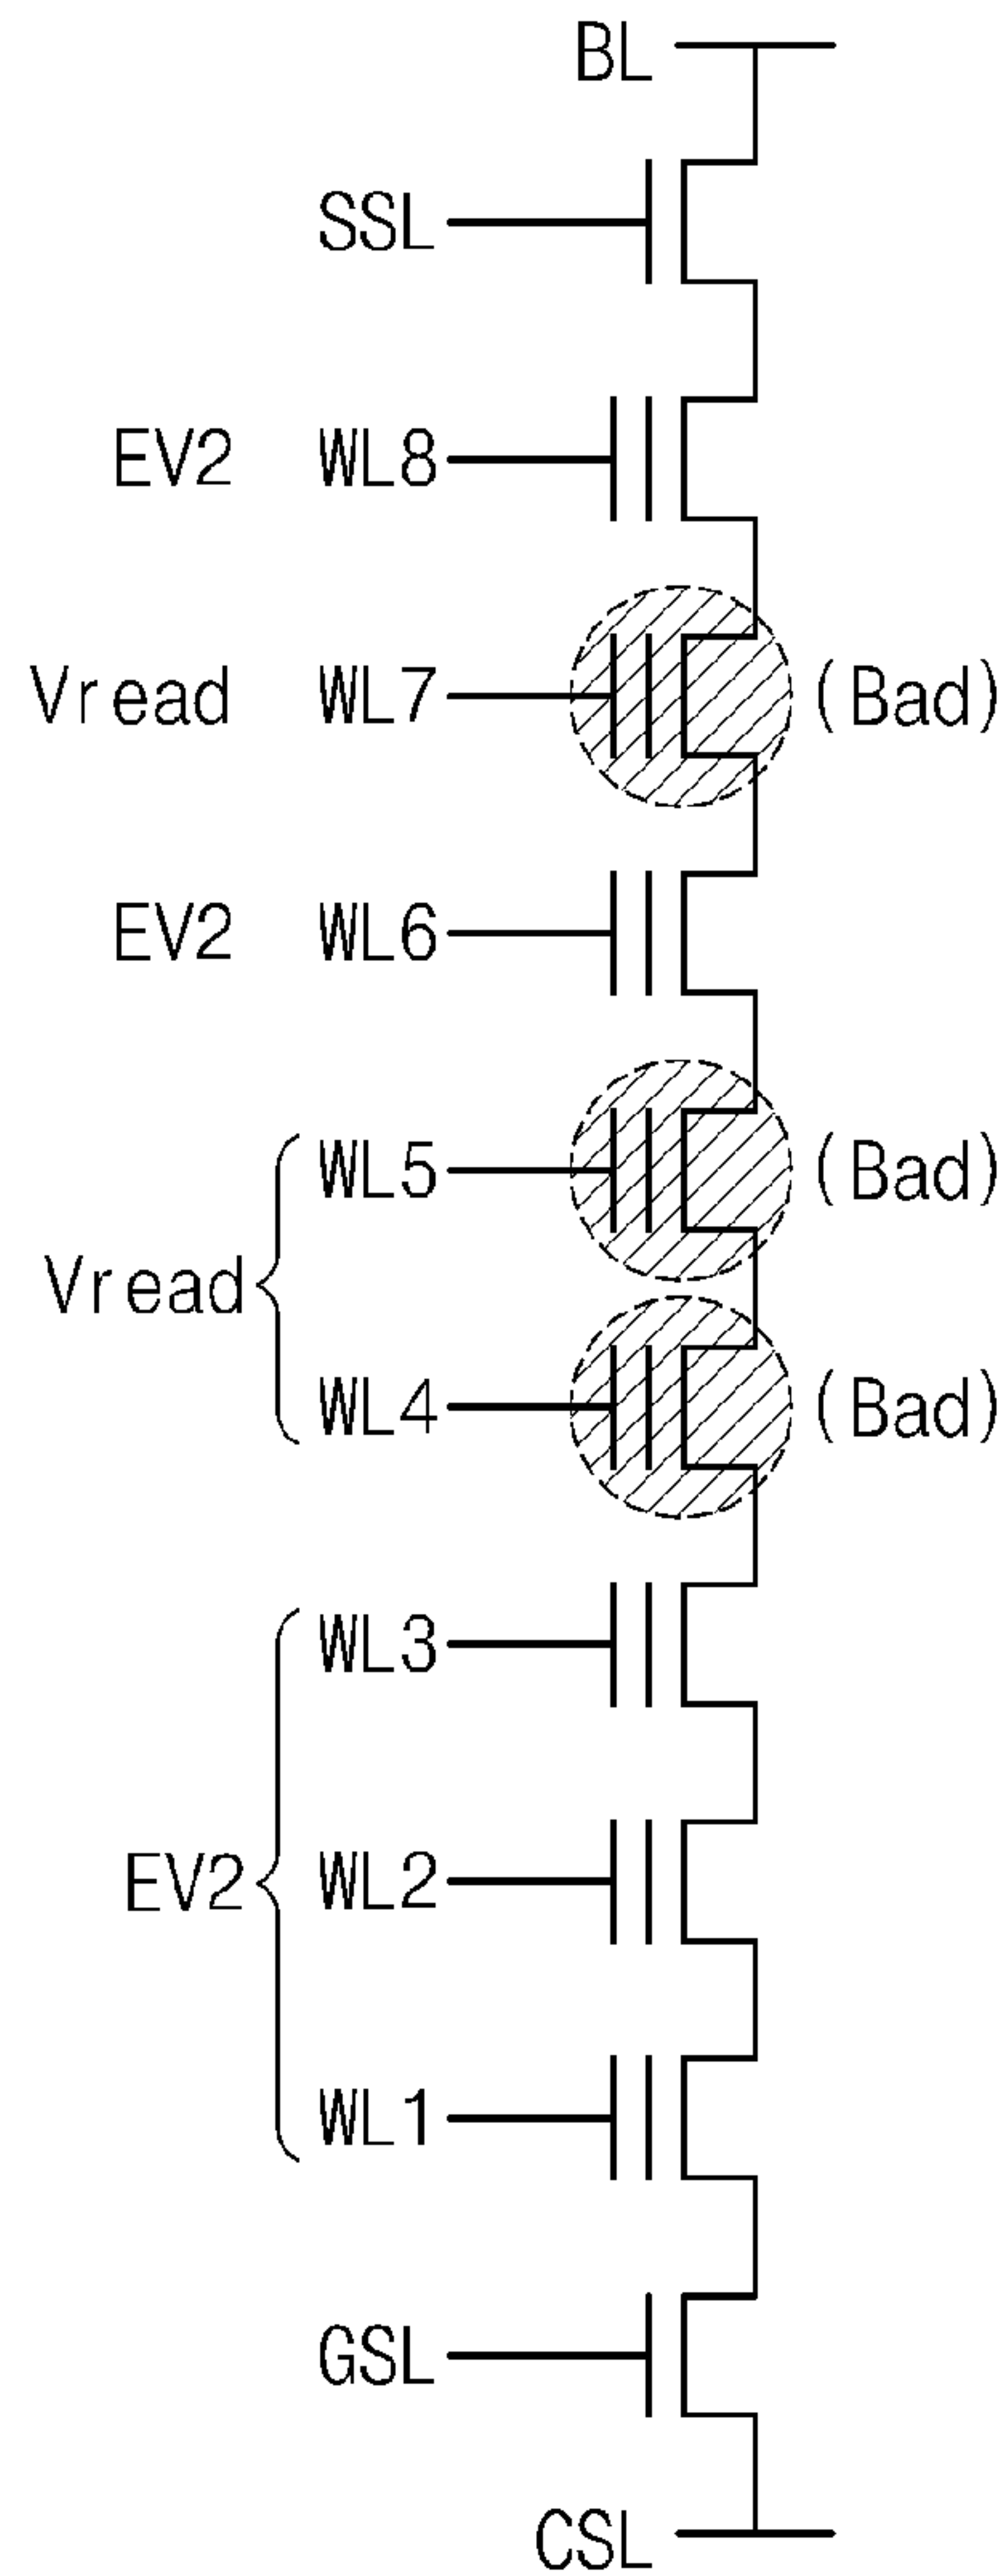 BL
SSL
EV2 WL8
Vread WL7 (Bad)
EV2 WL6
WL5 (Bad)
Vread
WL4 (Bad)
WL3
EV2 WL2
WL1
GSL
CSL